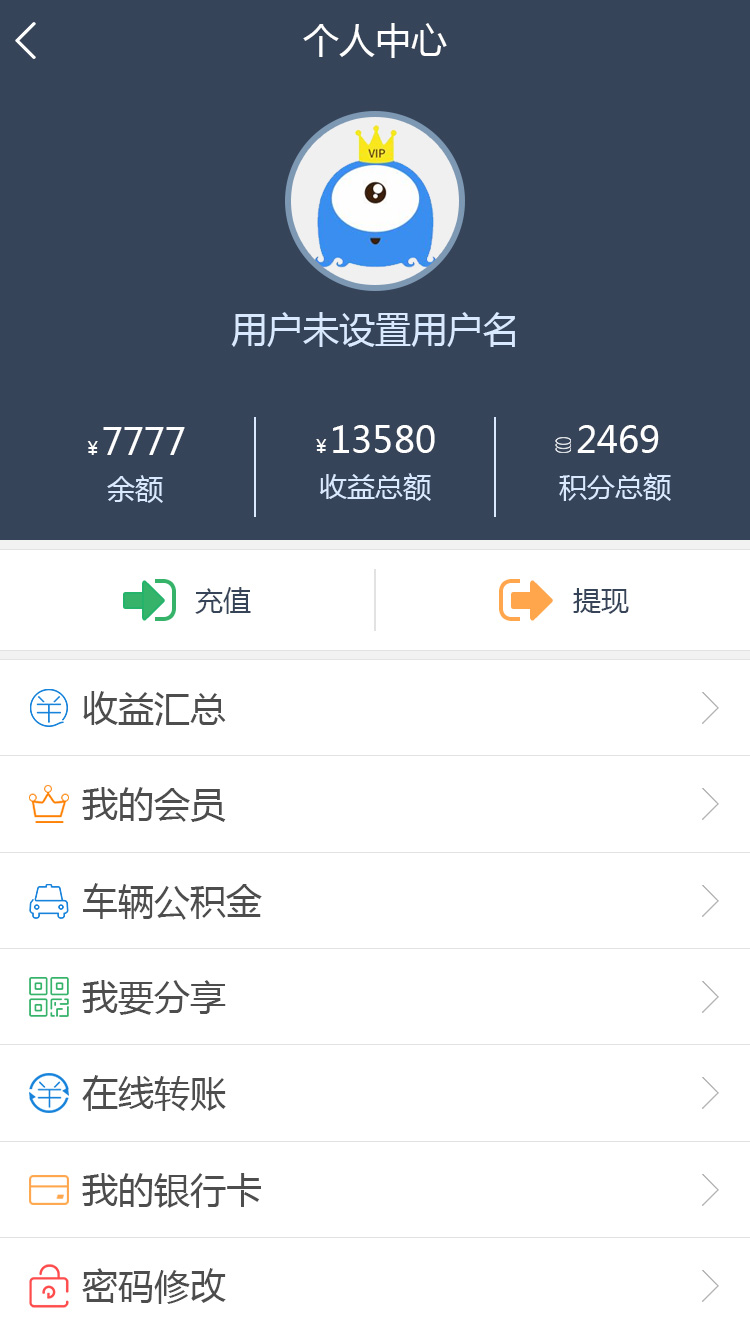 个人中心
VIP
用户未设置用户名
¥7777
余额
¥13580
收益总额
2469
积分总额
充值
提现
收益汇总
我的会员
车辆公积金
我要分享
在线转账
我的银行卡
密码修改